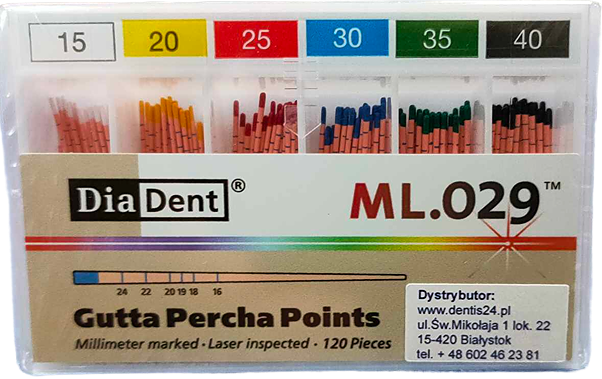 15 20 25 30 35 40
DiaDent®
ML.029™
24 22 20 19 18 16
Gutta Percha Points
Millimeter marked · Laser inspected · 120 Pieces
Dystrybutor:
www.dentis24.pl
ul.Św.Mikołaja 1 lok. 22
15-420 Białystok
tel. + 48 602 46 23 81